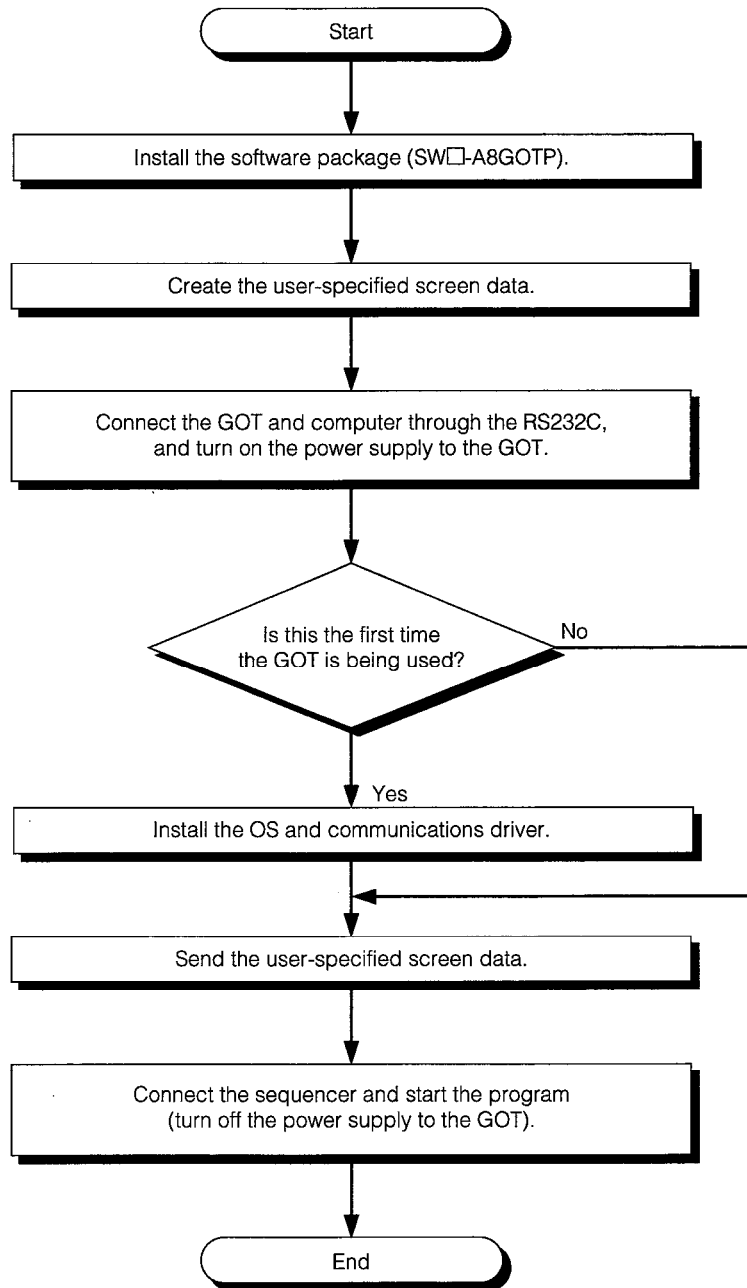 Start
Install the software package (SW□-A8GOTP).
Create the user-specified screen data.
Connect the GOT and computer through the RS232C,
and turn on the power supply to the GOT.
Is this the first time
the GOT is being used?
No
Yes
Install the OS and communications driver.
Send the user-specified screen data.
Connect the sequencer and start the program
(turn off the power supply to the GOT).
End